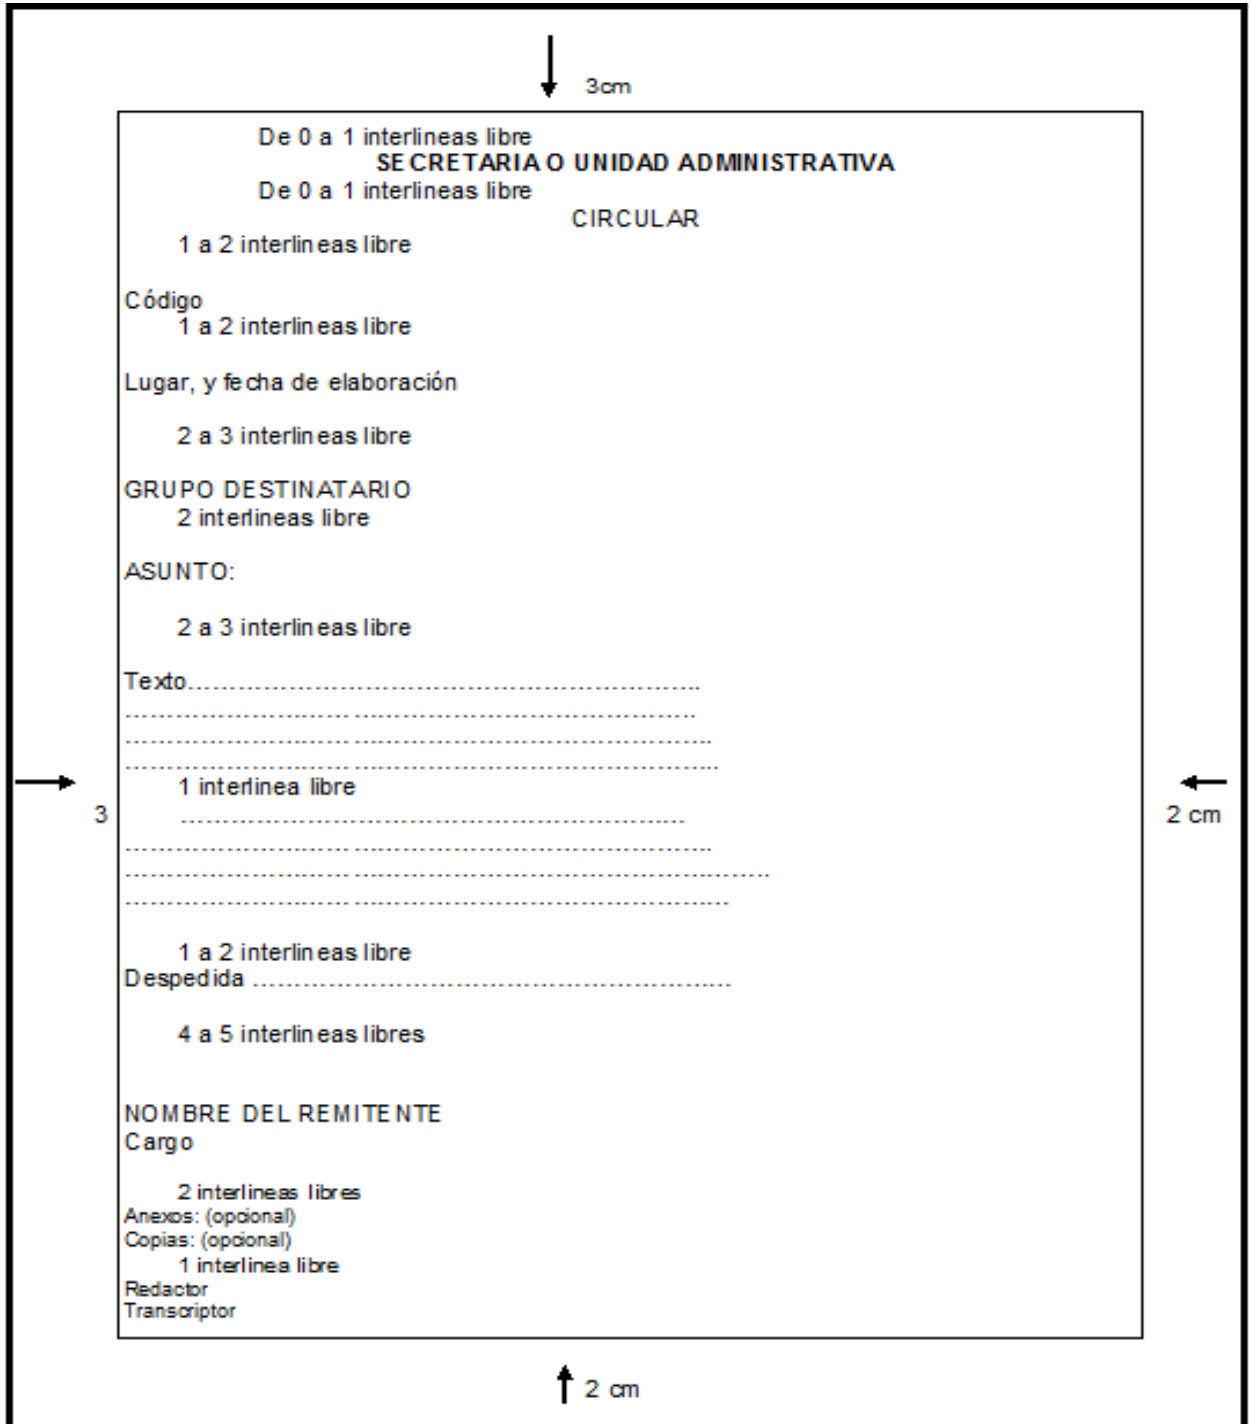 3cm
De 0 a 1 interlineas libre
SECRETARIA O UNIDAD ADMINISTRATIVA
De 0 a 1 interlineas libre
CIRCULAR
1 a 2 interlineas libre
Código
1 a 2 interlineas libre
Lugar, y fecha de elaboración
2 a 3 interlineas libre
GRUPO DESTINATARIO
2 interlineas libre
ASUNTO:
2 a 3 interlineas libre
Texto……………………………………………………..
…………………………………………………………..
…………………………………………………………….
……………………………………………………………..
1 interlinea libre
3
2 cm
……………………………………………………
…………………………………………………………….
…………………………………………………………………..
………………………………………………………………
1 a 2 interlineas libre
Despedida …………………………………………………
4 a 5 interlineas libres
NOMBRE DEL REMITENTE
Cargo
2 interlineas libres
Anexos: (opcional)
Copias: (opcional)
1 interlinea libre
Redactor
Transcriptor
2 cm